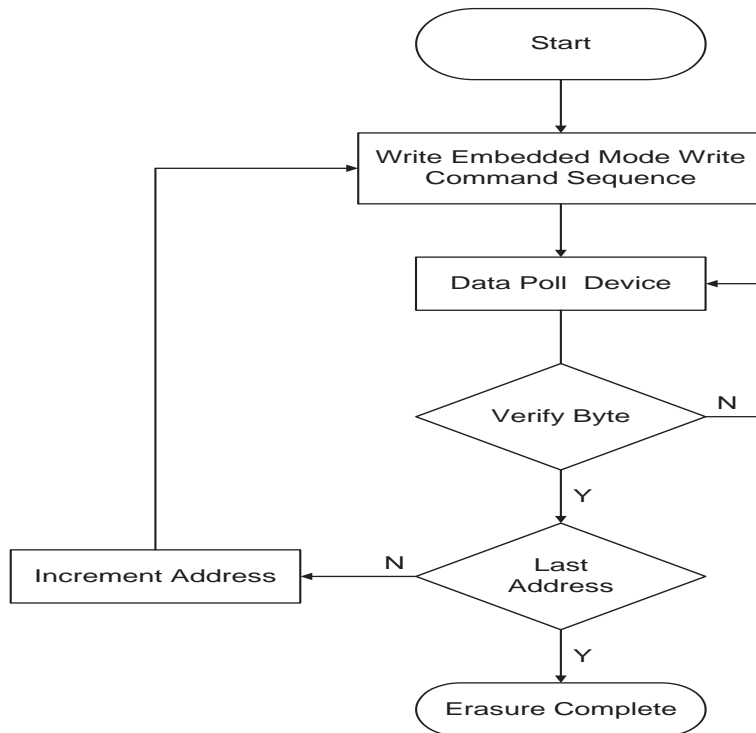 Start
Write Embedded Mode Write
Command Sequence
Data Poll Device
Verify Byte
N
Y
Last
Address
N
Increment Address
Y
Erasure Complete